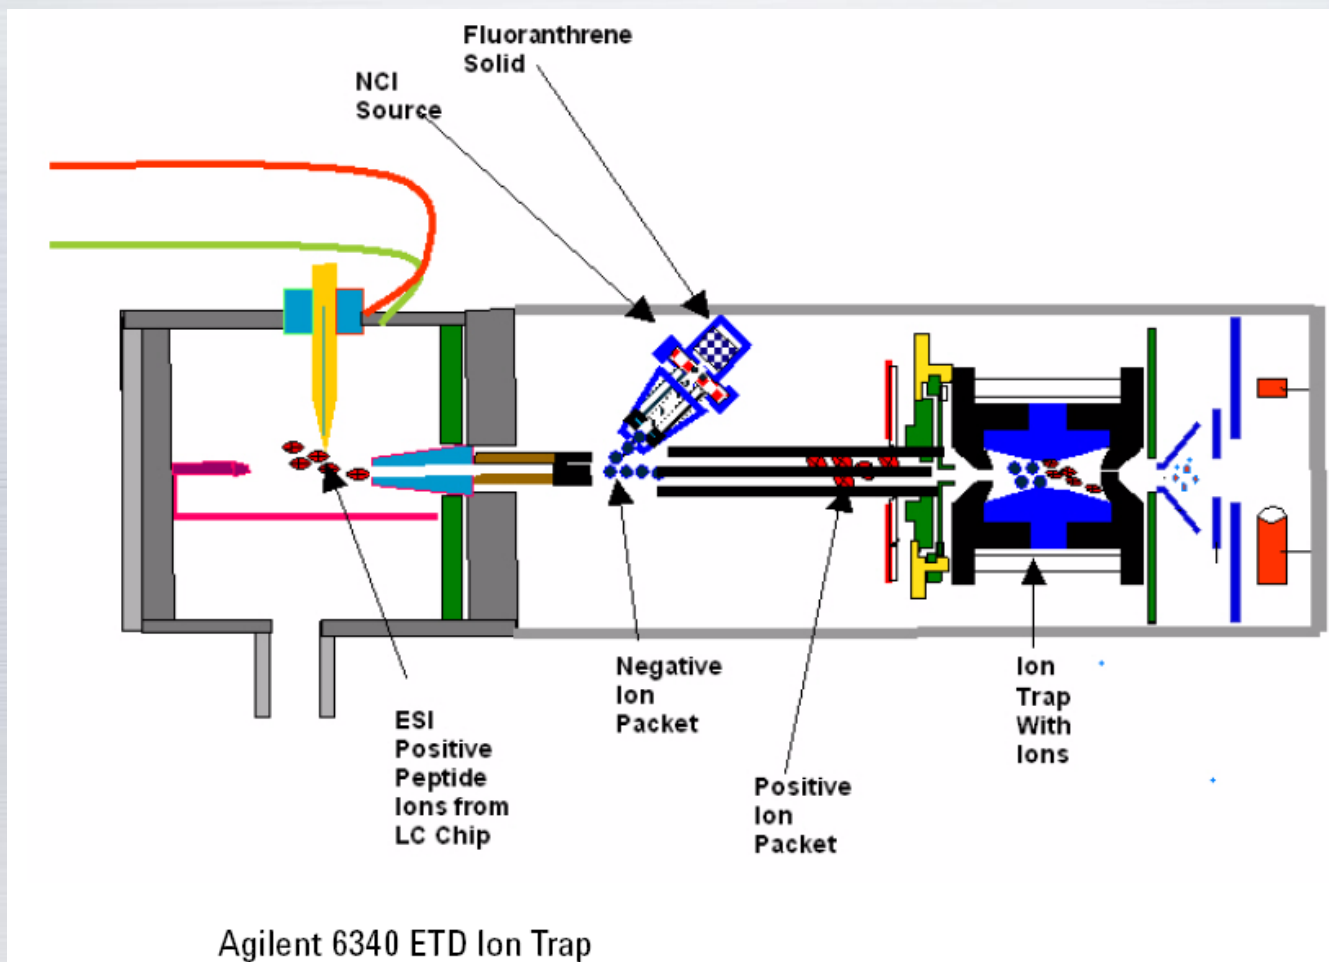 Fluoranthrene
Solid
NCI
Source
Negative
Ion
Packet
Ion
Trap
With
Ions
ESI
Positive
Peptide
Ions from
LC Chip
Positive
Ion
Packet
Agilent 6340 ETD Ion Trap